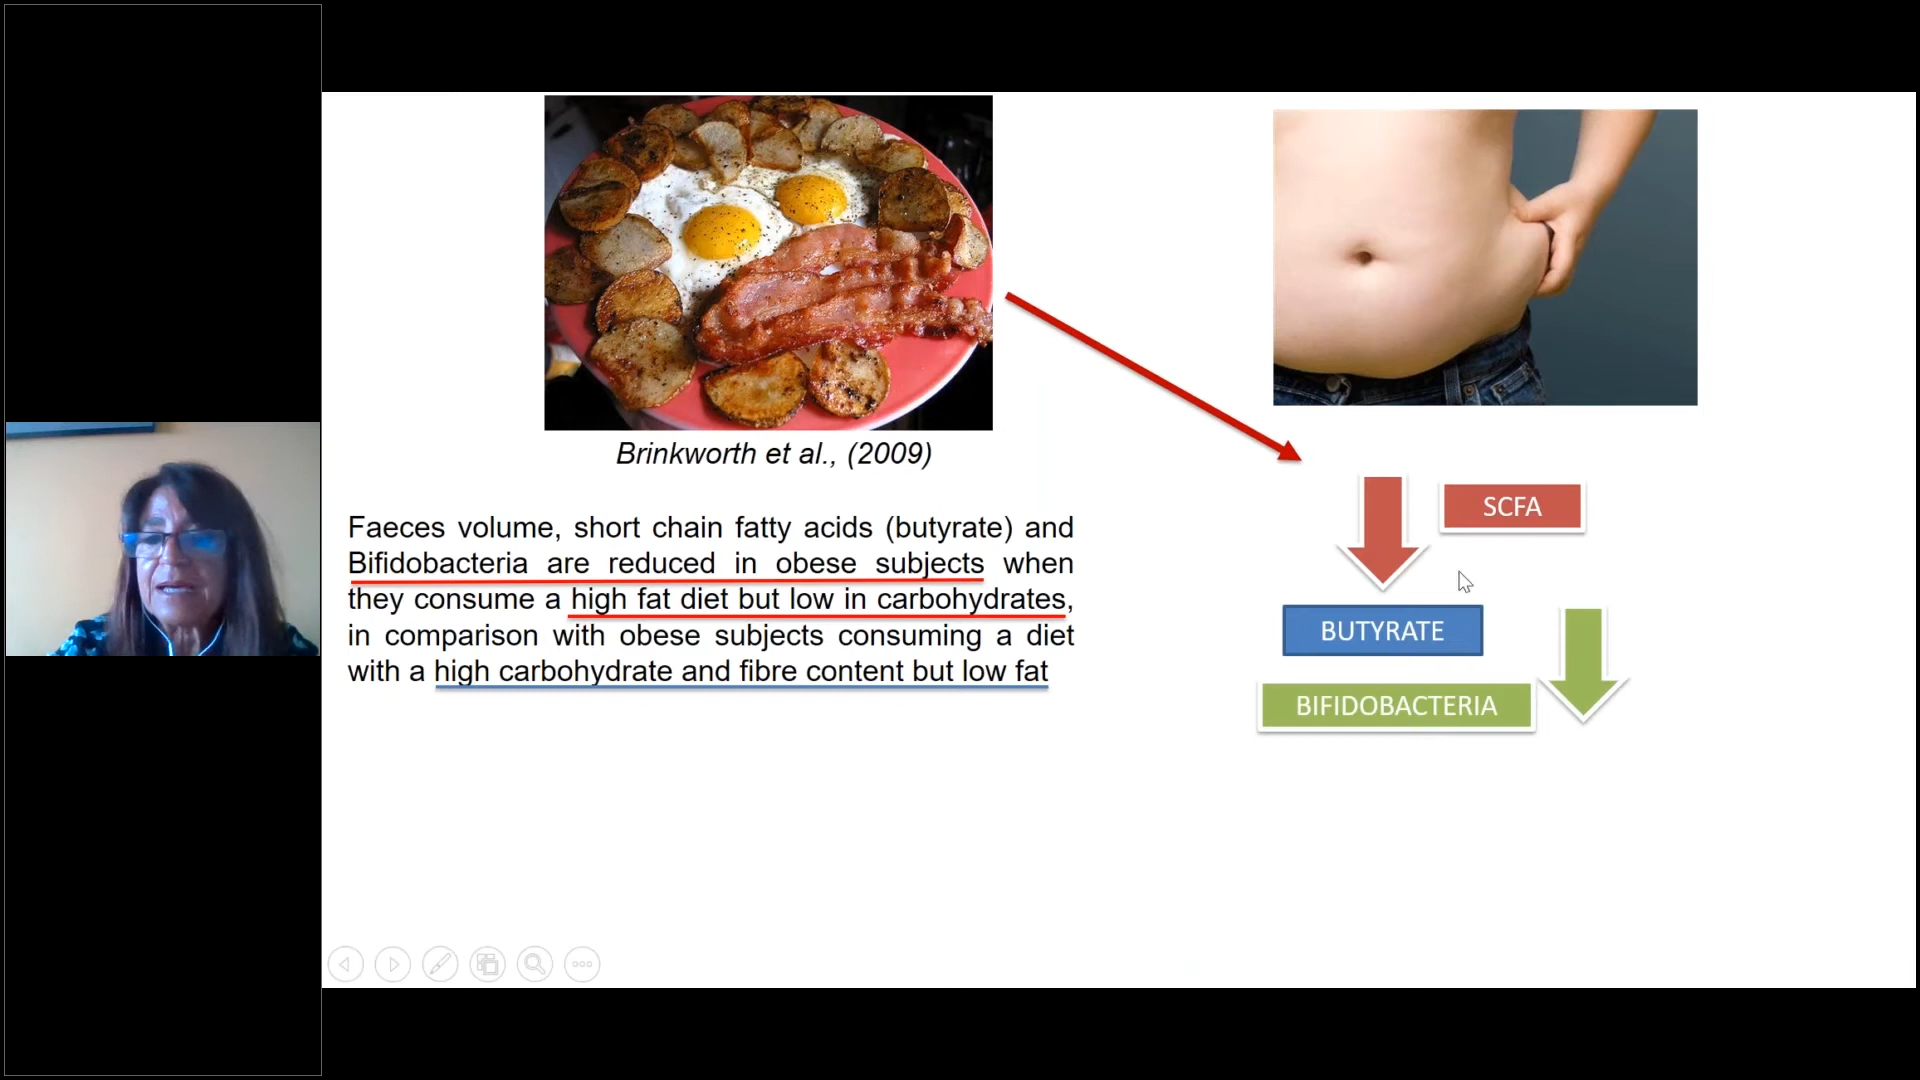 Brinkworth et al., (2009)
Faeces volume, short chain fatty acids (butyrate) and
Bifidobacteria are reduced in obese subjects when
they consume a high fat diet but low in carbohydrates,
in comparison with obese subjects consuming a diet
with a high carbohydrate and fibre content but low fat
SCFA
BUTYRATE
BIFIDOBACTERIA